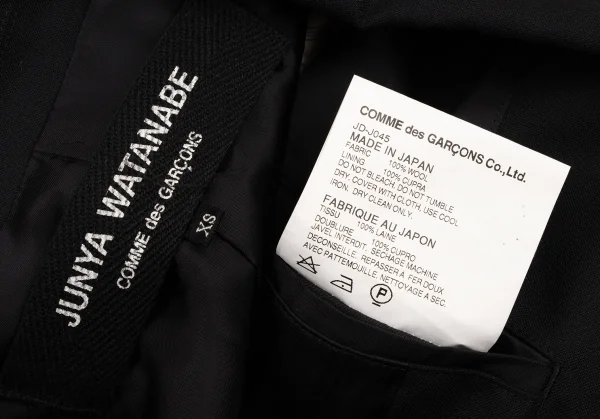 JUNYA WATANABE
COMME des GARÇONS
XS
COMME des GARÇONS Co.,Ltd.
JD-J045
MADE IN JAPAN
FABRIC 100% WOOL
LINING 100% CUPRA
DO NOT BLEACH. DO NOT TUMBLE
DRY. COVER WITH CLOTH, USE COOL
IRON. DRY CLEAN ONLY.
FABRIQUE AU JAPON
TISSU 100% LAINE
DOUBLURE 100% CUPRO
JAVEL INTERDIT. SECHAGE MACHINE
DECONSEILLE. REPASSER A FER DOUX
AVEC PATTEMOUILLE. NETTOYAGE A SEC.
P